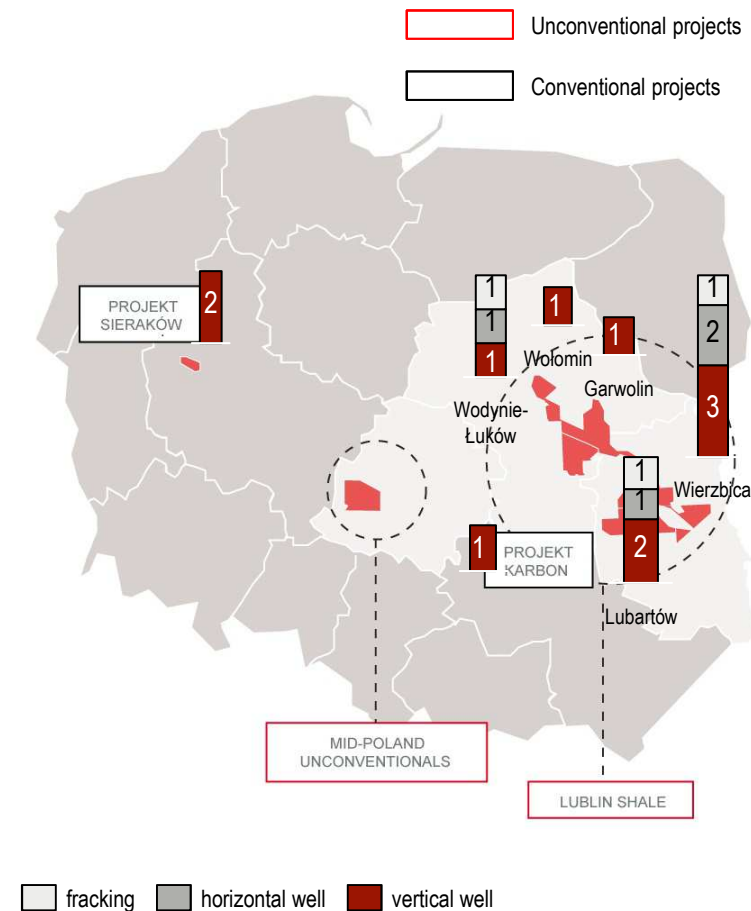 Unconventional projects
Conventional projects
PROJEKT
SIERAKÓW
2
1
1
1
1
1
1
2
3
Wołomin
Garwolin
Wodynie-
Łuków
Wierzbica
1
1
2
1
PROJEKT
KARBON
Lubartów
MID-POLAND
UNCONVENTIONALS
LUBLIN SHALE
fracking
horizontal well
vertical well